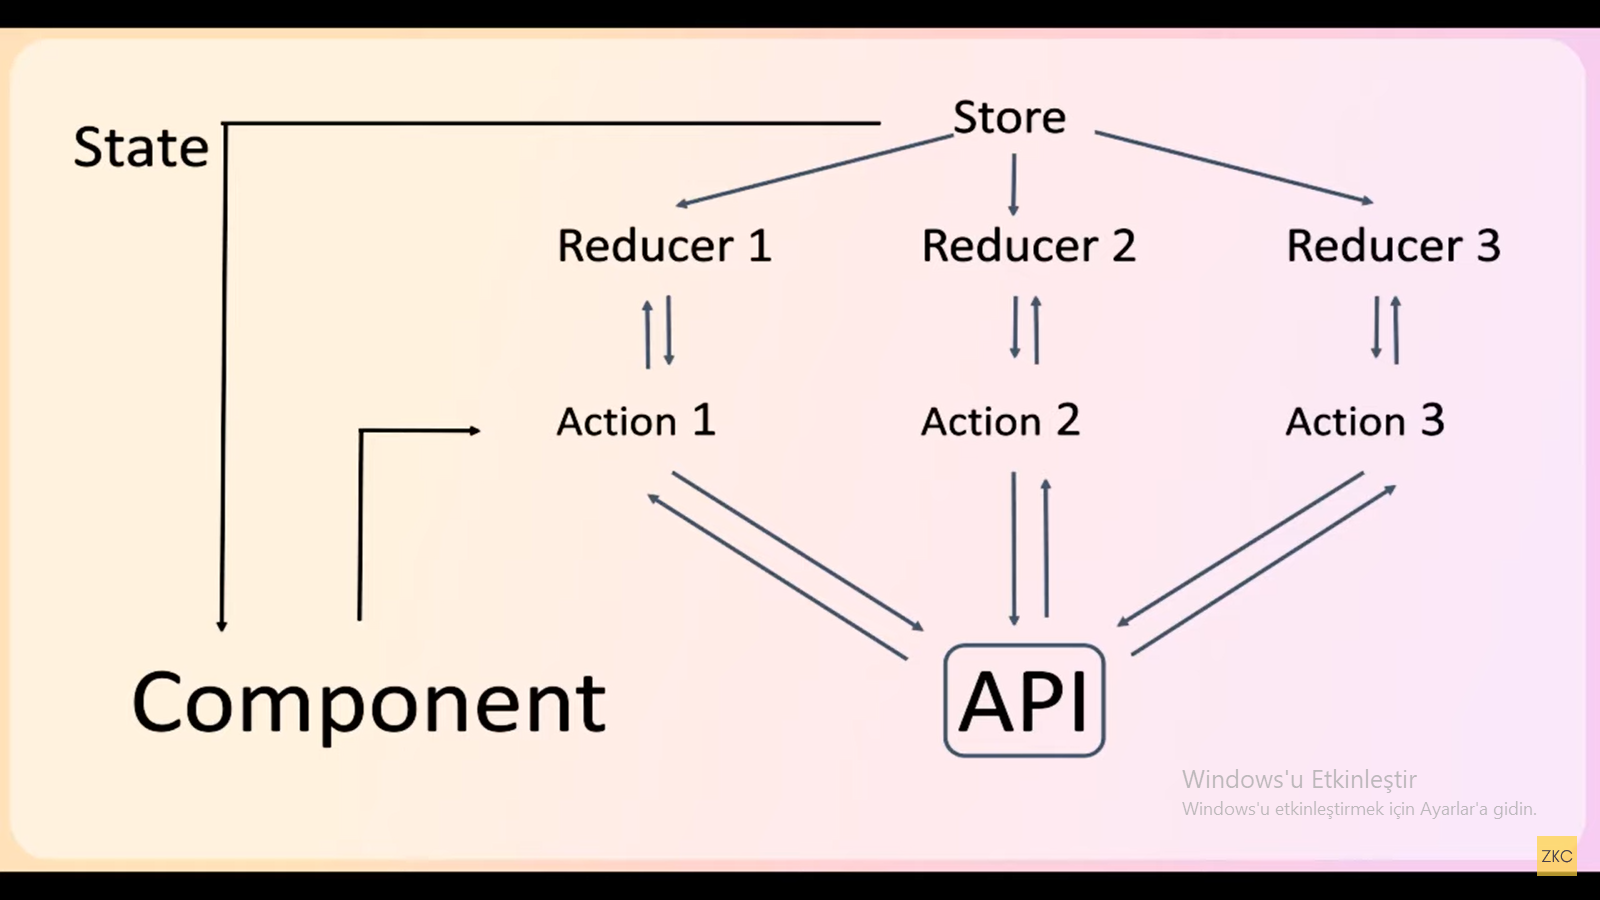 Store
State
Reducer 1
Reducer 2
Reducer 3
Action 1
Action 2
Action 3
Component
API
Windows'u Etkinleştir
Windows'u etkinleştirmek için Ayarlar'a gidin.
ZKC